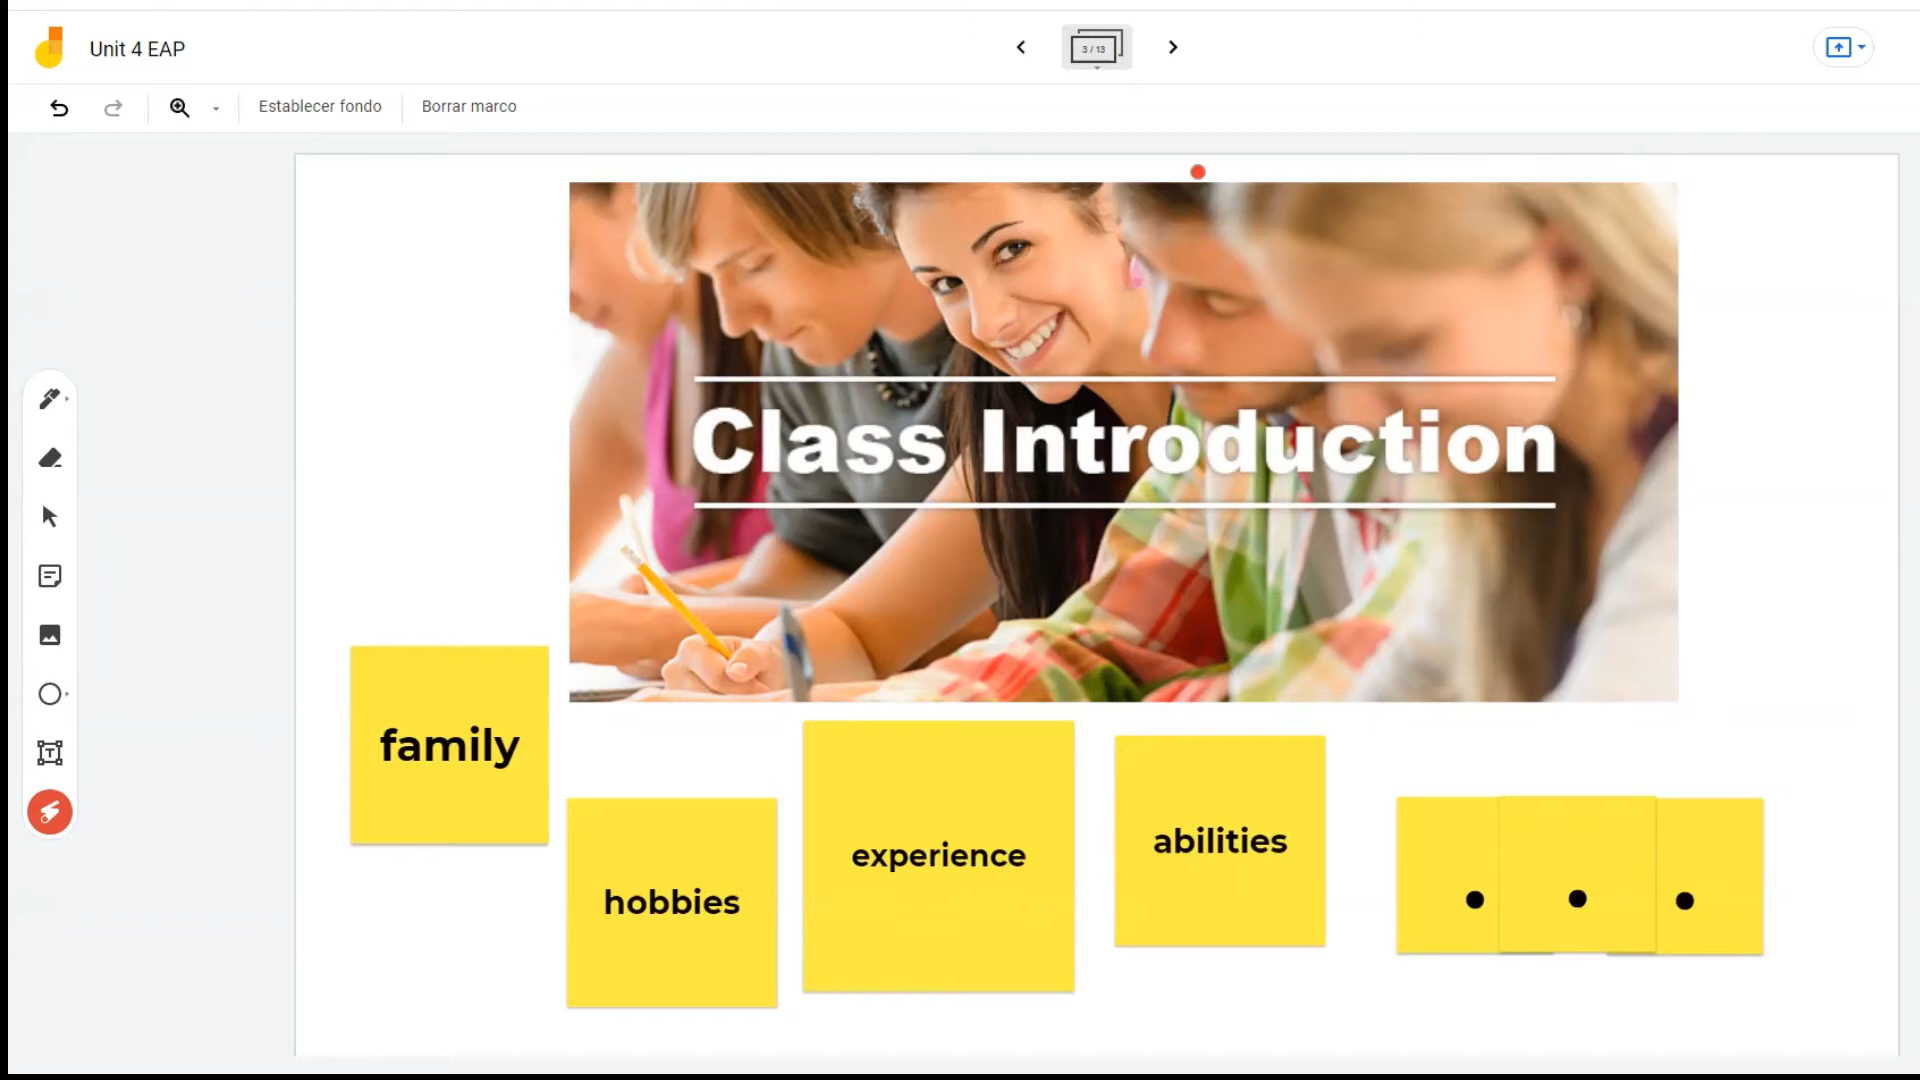 Unit 4 EAP
3 / 13
Establecer fondo
Borrar marco
Class Introduction
family
hobbies
experience
abilities
. . .